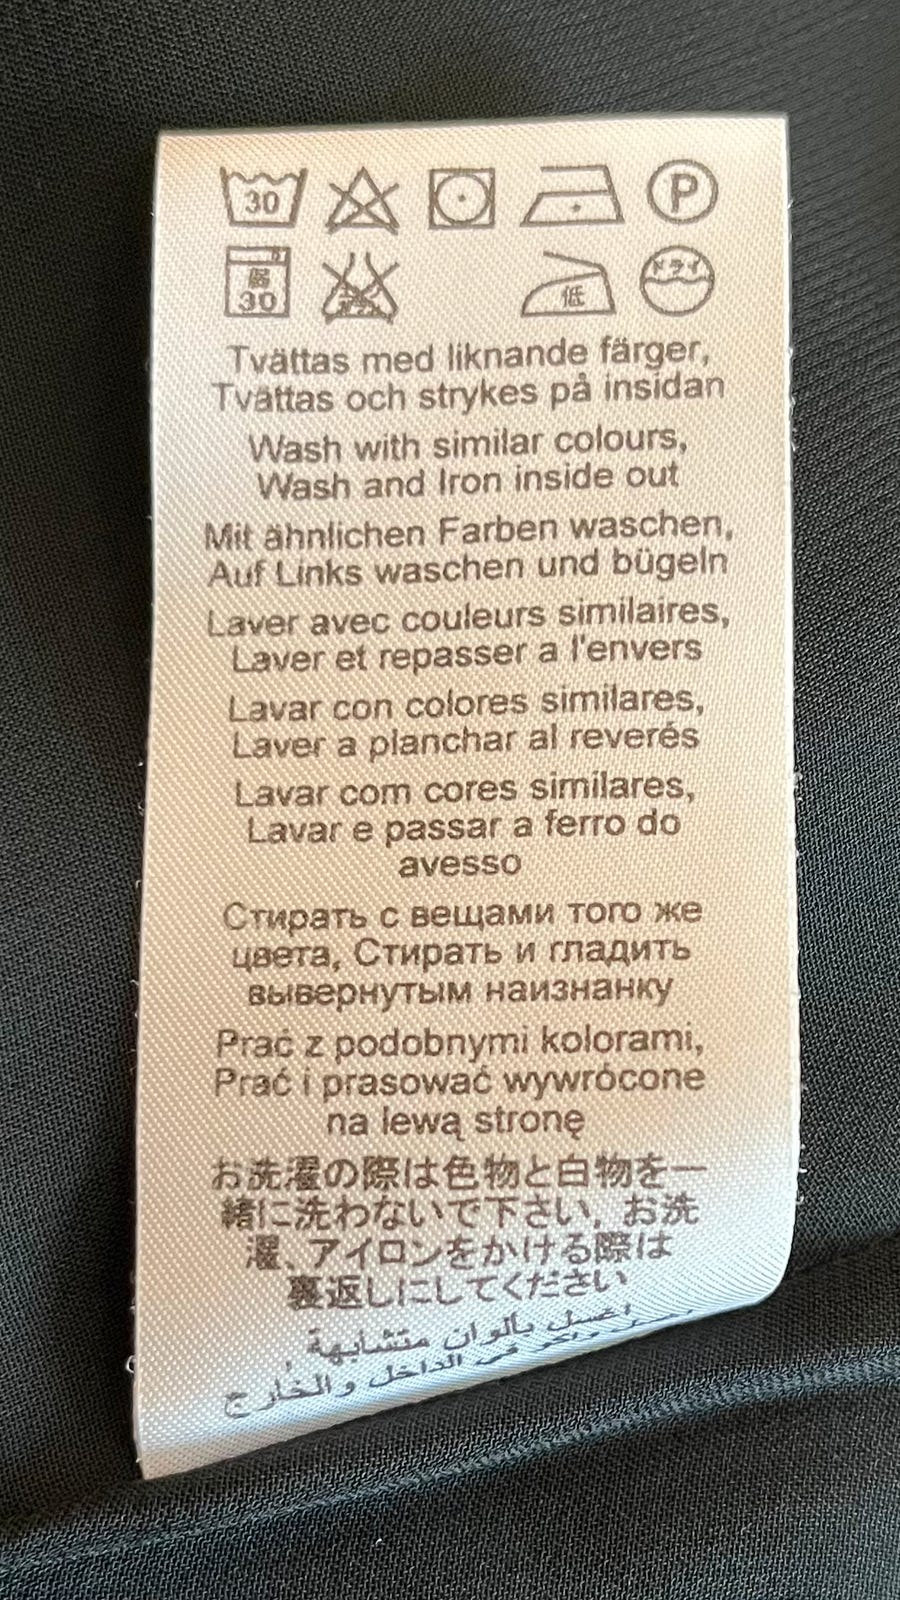 30 P
弱 30 低 ドライ
Tvättas med liknande färger,
Tvättas och strykes på insidan
Wash with similar colours,
Wash and Iron inside out
Mit ähnlichen Farben waschen,
Auf Links waschen und bügeln
Laver avec couleurs similaires,
Laver et repasser a l'envers
Lavar con colores similares,
Laver a planchar al reverés
Lavar com cores similares,
Lavar e passar a ferro do
avesso
Стирать с вещами того же
цвета, Стирать и гладить
вывернутым наизнанку
Prać z podobnymi kolorami,
Prać i prasować wywrócone
na lewą stronę
お洗濯の際は色物と白物を一
緒に洗わないで下さい, お洗
濯、アイロンをかける際は
裏返しにしてください
اغسل بألوان متشابهة ,
في الداخل والخارج